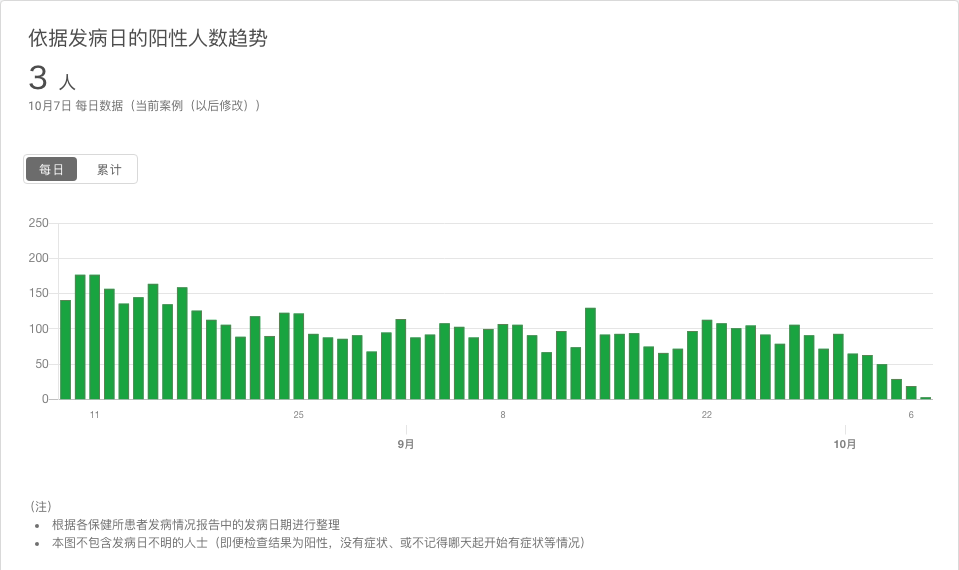 依据发病日的阳性人数趋势
3 人
10月7日 每日数据（当前案例（以后修改））
每日 累计
250
200
150
100
50
0
11 25 8 22 6
9月 10月
（注）
• 根据各保健所患者发病情况报告中的发病日期进行整理
• 本图不包含发病日不明的人士（即便检查结果为阳性，没有症状、或不记得哪天起开始有症状等情况）